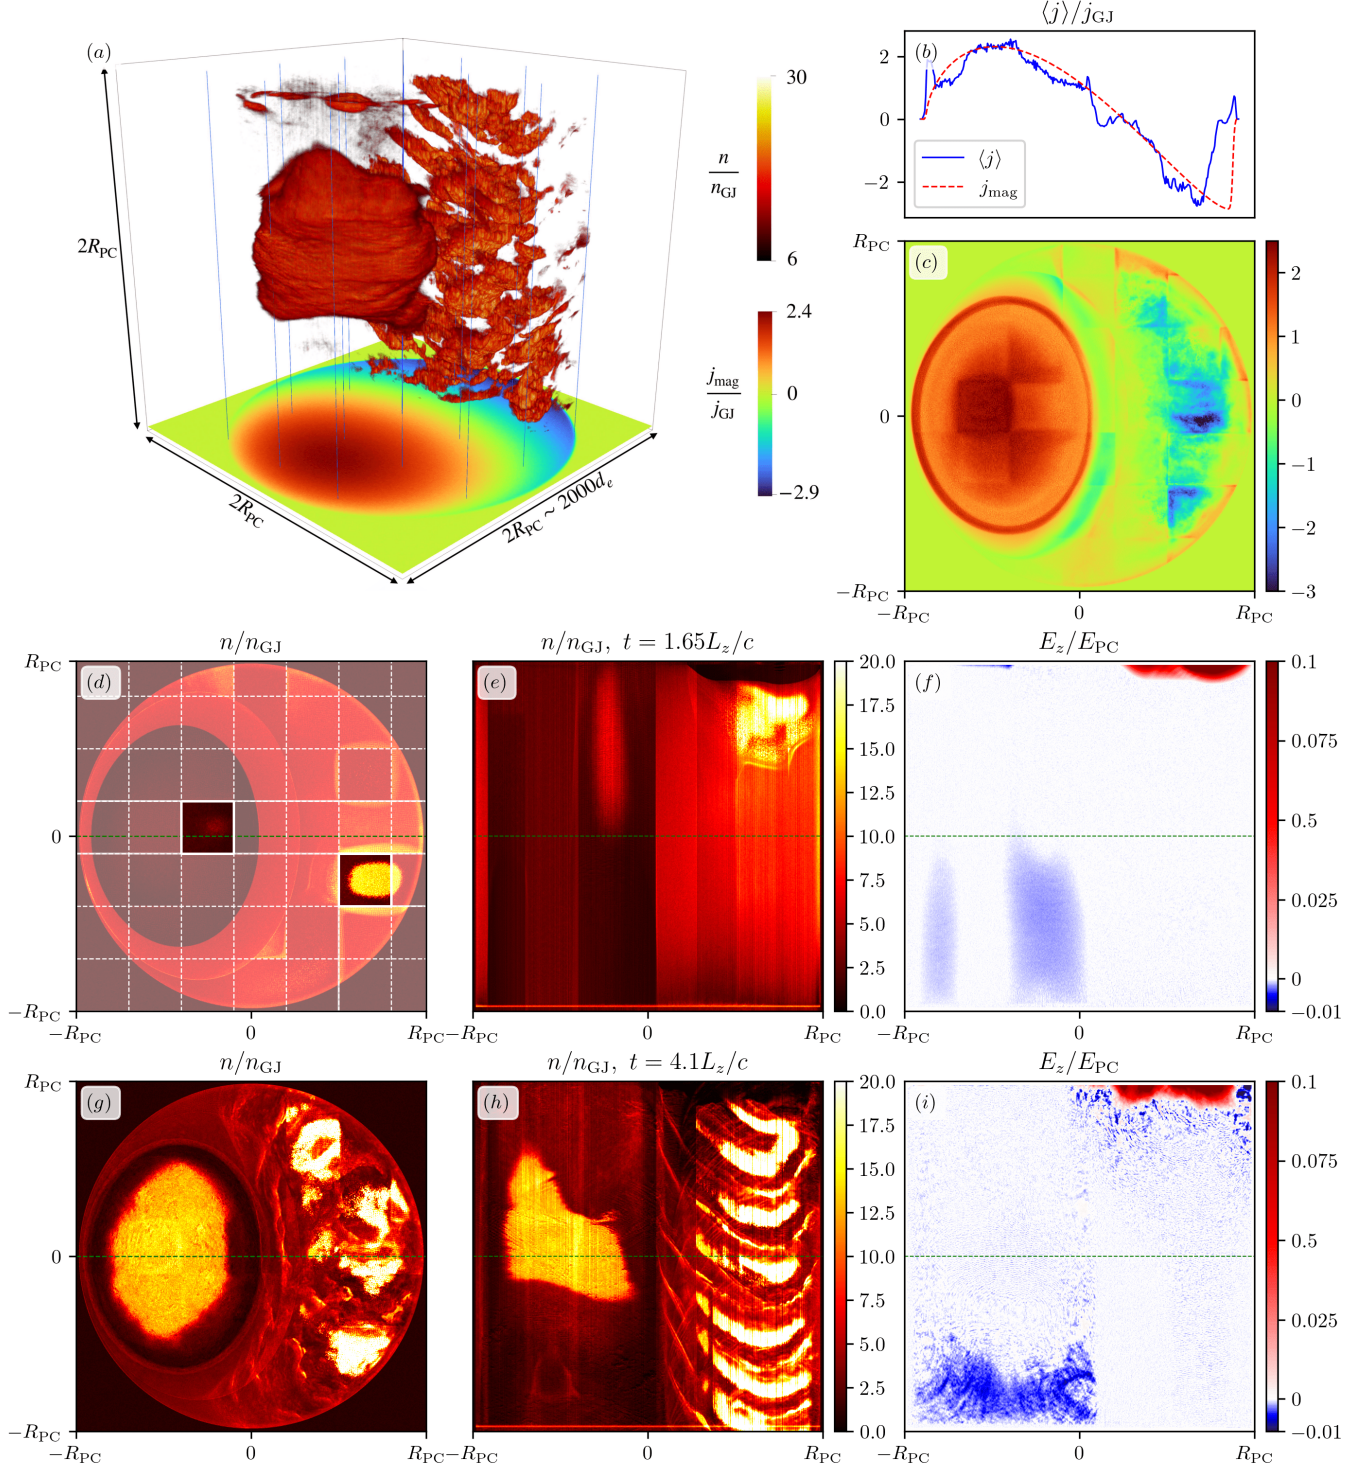 (a)
2R_PC
2R_PC
2R_PC ~ 2000d_e
n/n_GJ
30
6
j_mag/j_GJ
2.4
0
−2.9
⟨j⟩/j_GJ
(b)
2
0
−2
⟨j⟩
j_mag
(c)
R_PC
0
−R_PC
−R_PC 0 R_PC
2
1
0
−1
−2
−3
n/n_GJ
(d)
R_PC
0
−R_PC
−R_PC 0 R_PC
n/n_GJ, t = 1.65L_z/c
(e)
−R_PC 0 R_PC
20.0
17.5
15.0
12.5
10.0
7.5
5.0
2.5
0.0
E_z/E_PC
(f)
−R_PC 0 R_PC
0.1
0.075
0.5
0.025
0
−0.01
n/n_GJ
(g)
R_PC
0
−R_PC
−R_PC 0 R_PC
n/n_GJ, t = 4.1L_z/c
(h)
−R_PC 0 R_PC
20.0
17.5
15.0
12.5
10.0
7.5
5.0
2.5
0.0
E_z/E_PC
(i)
−R_PC 0 R_PC
0.1
0.075
0.5
0.025
0
−0.01